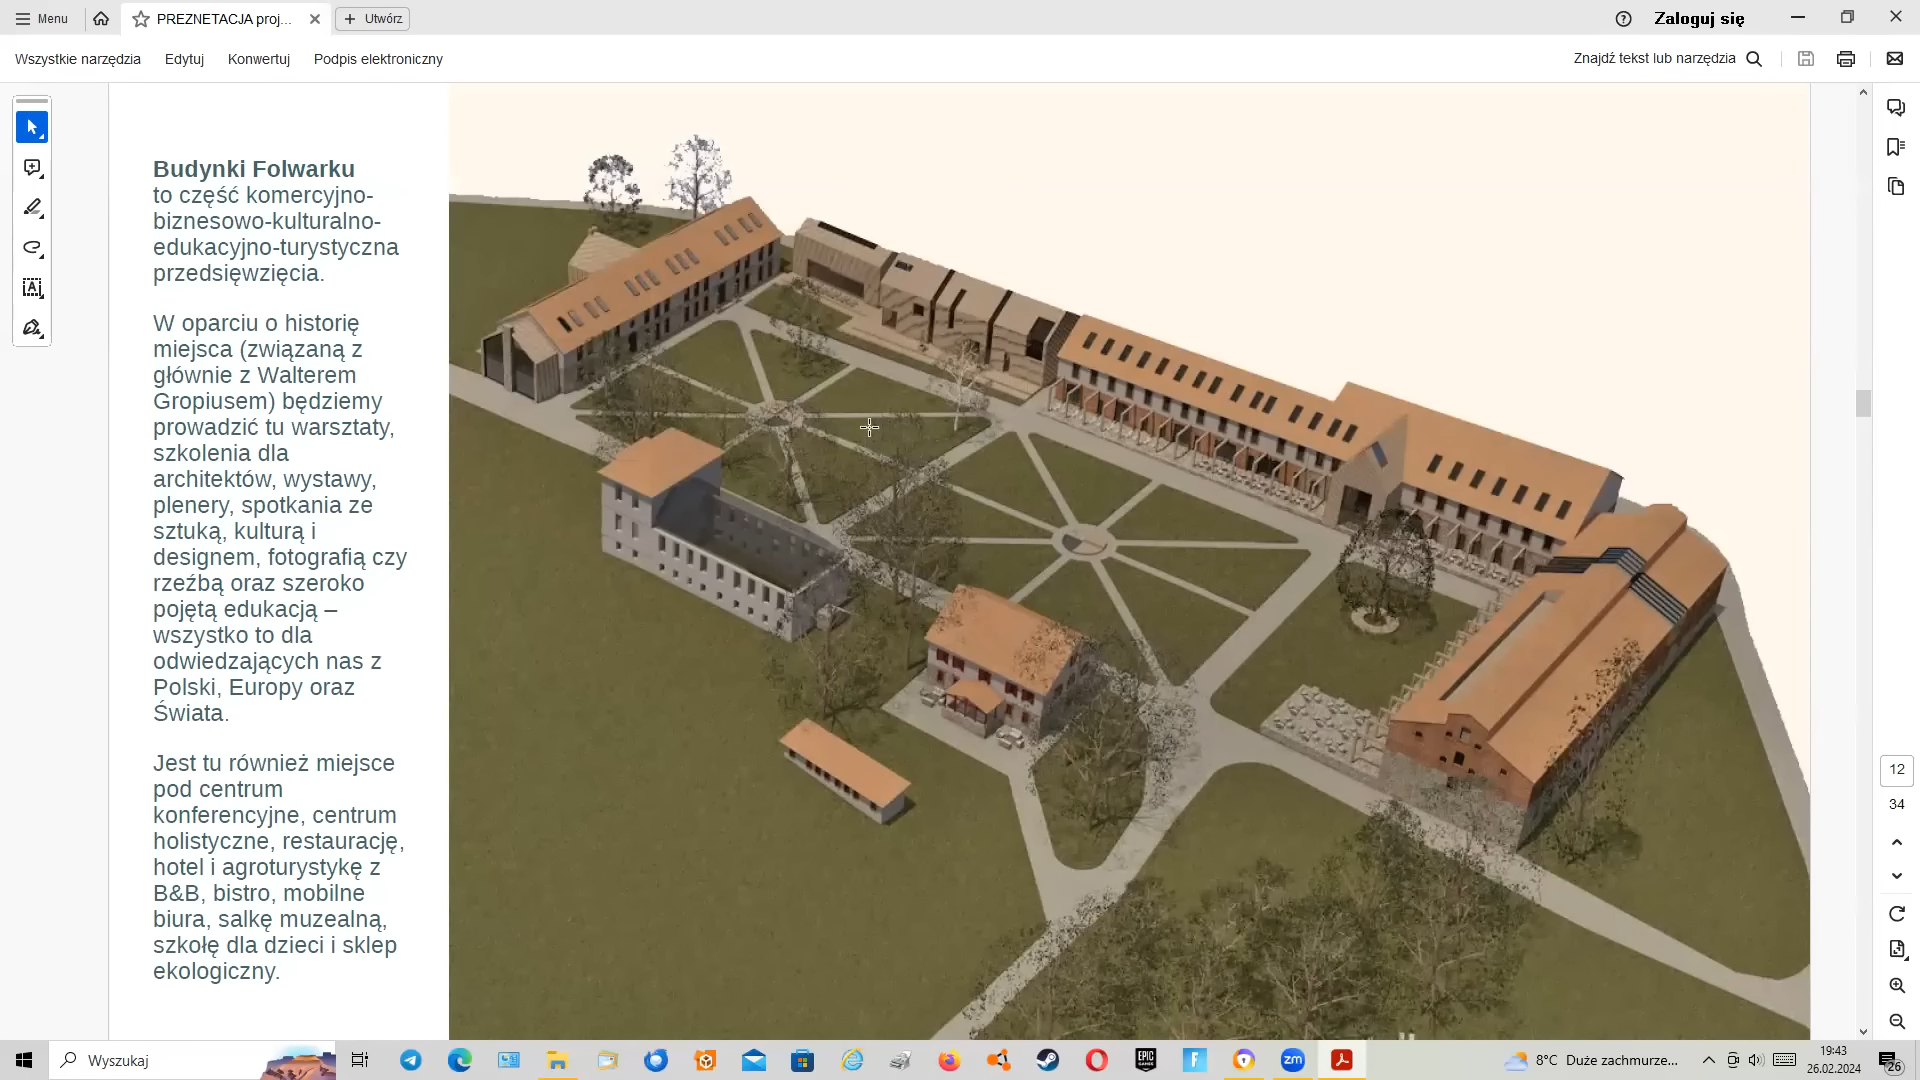 Menu
PREZNETACJA proj...
Utwórz
Zaloguj się
Wszystkie narzędzia
Edytuj
Konwertuj
Podpis elektroniczny
Znajdź tekst lub narzędzia
Budynki Folwarku
to część komercyjno-
biznesowo-kulturalno-
edukacyjno-turystyczna
przedsięwzięcia.
W oparciu o historię
miejsca (związaną z
głównie z Walterem
Gropiusem) będziemy
prowadzić tu warsztaty,
szkolenia dla
architektów, wystawy,
plenery, spotkania ze
sztuką, kulturą i
designem, fotografią czy
rzeźbą oraz szeroko
pojętą edukacją –
wszystko to dla
odwiedzających nas z
Polski, Europy oraz
Świata.
Jest tu również miejsce
pod centrum
konferencyjne, centrum
holistyczne, restaurację,
hotel i agroturystykę z
B&B, bistro, mobilne
biura, salkę muzealną,
szkołę dla dzieci i sklep
ekologiczny.
12
34
Wyszukaj
EPIC
GAMES
zm
8°C Duże zachmurze...
19:43
26.02.2024
26